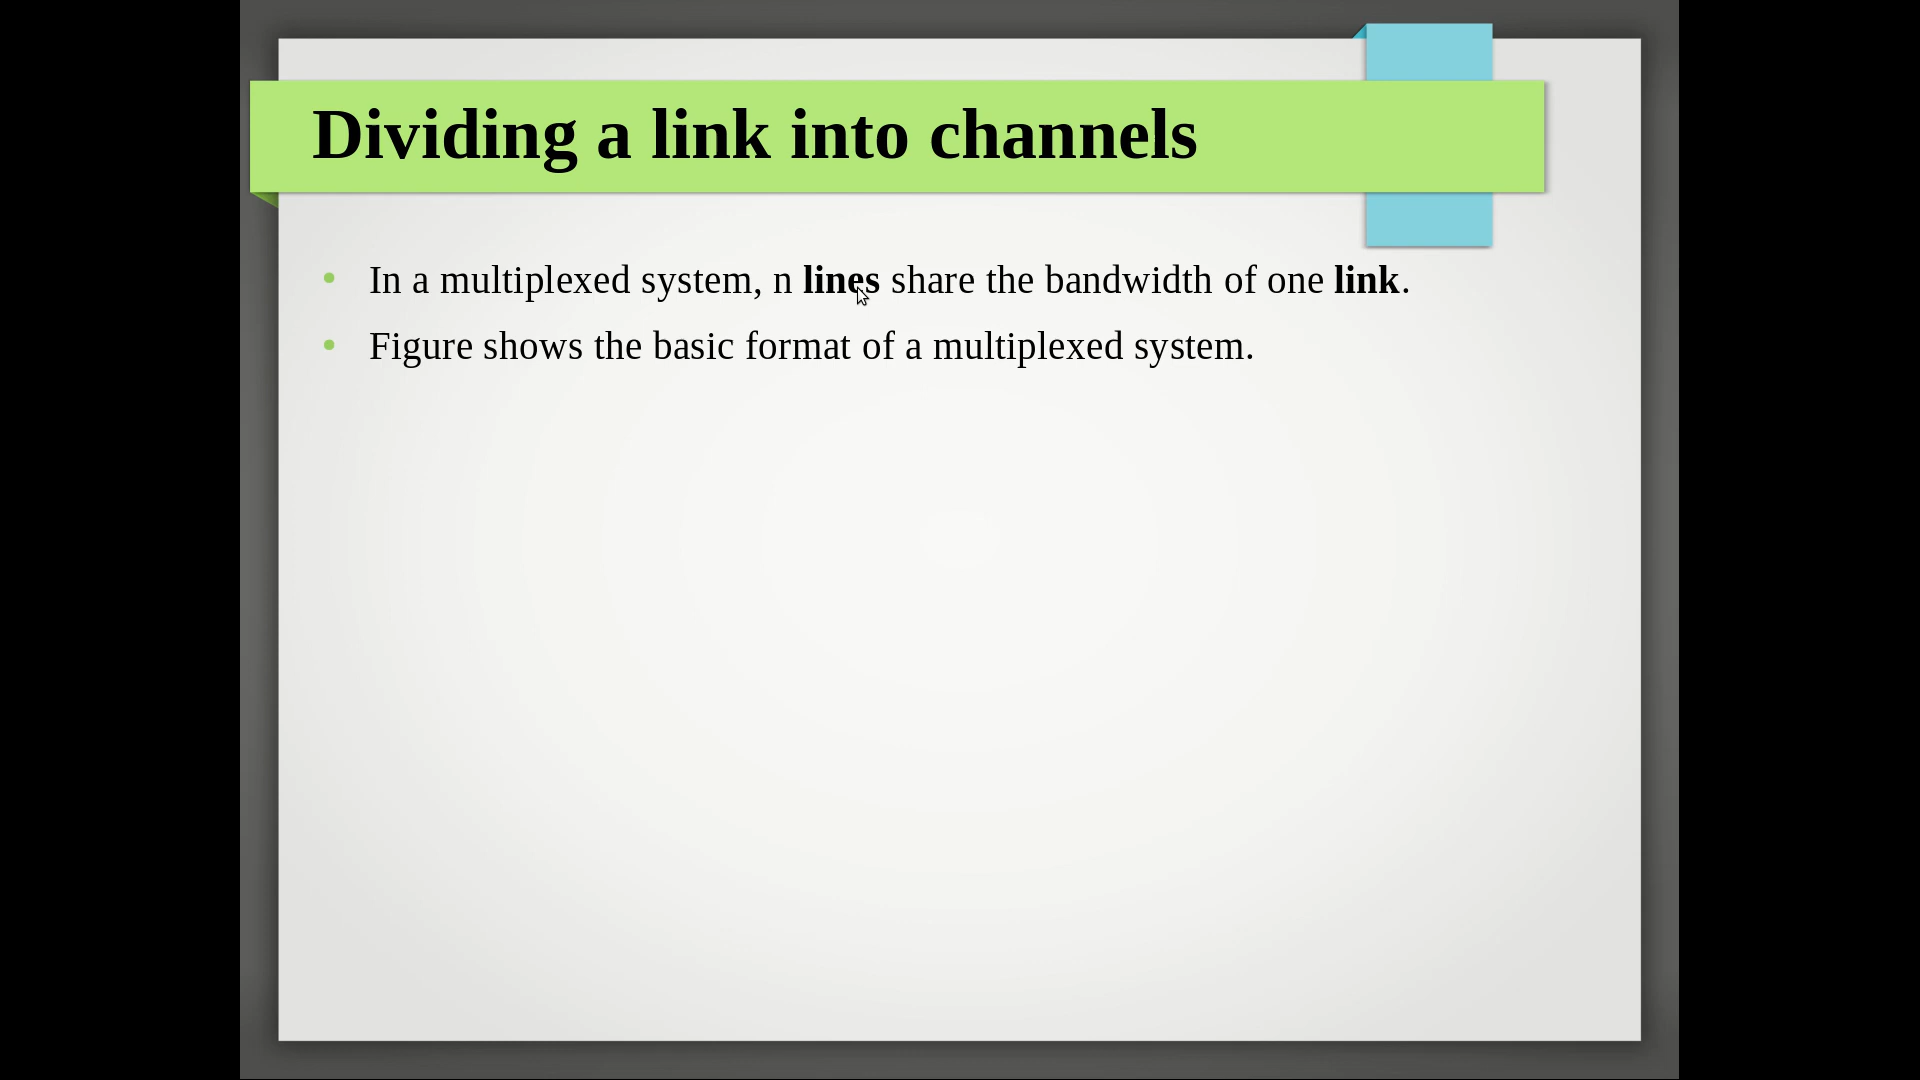 Dividing a link into channels
In a multiplexed system, n lines share the bandwidth of one link.
Figure shows the basic format of a multiplexed system.